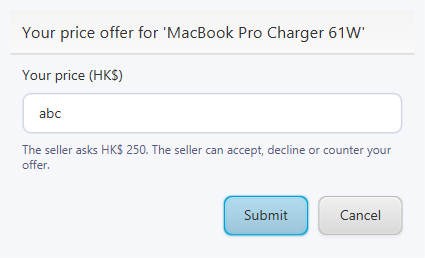 Your price offer for 'MacBook Pro Charger 61W'
Your price (HK$)
abc
The seller asks HK$ 250. The seller can accept, decline or counter your
offer.
Submit
Cancel